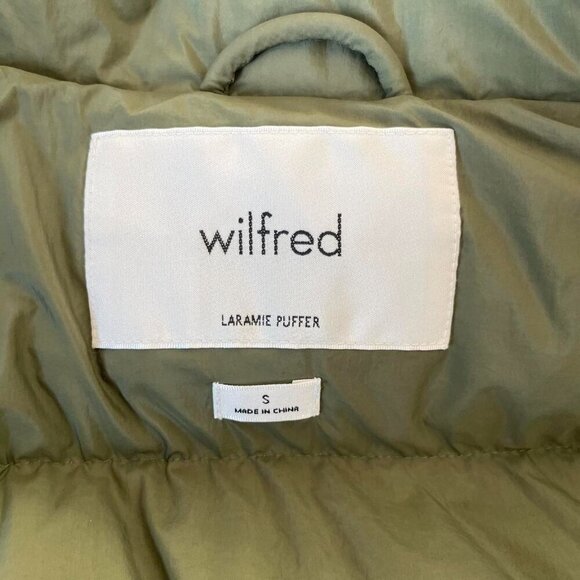 wilfred
LARAMIE PUFFER
S
MADE IN CHINA